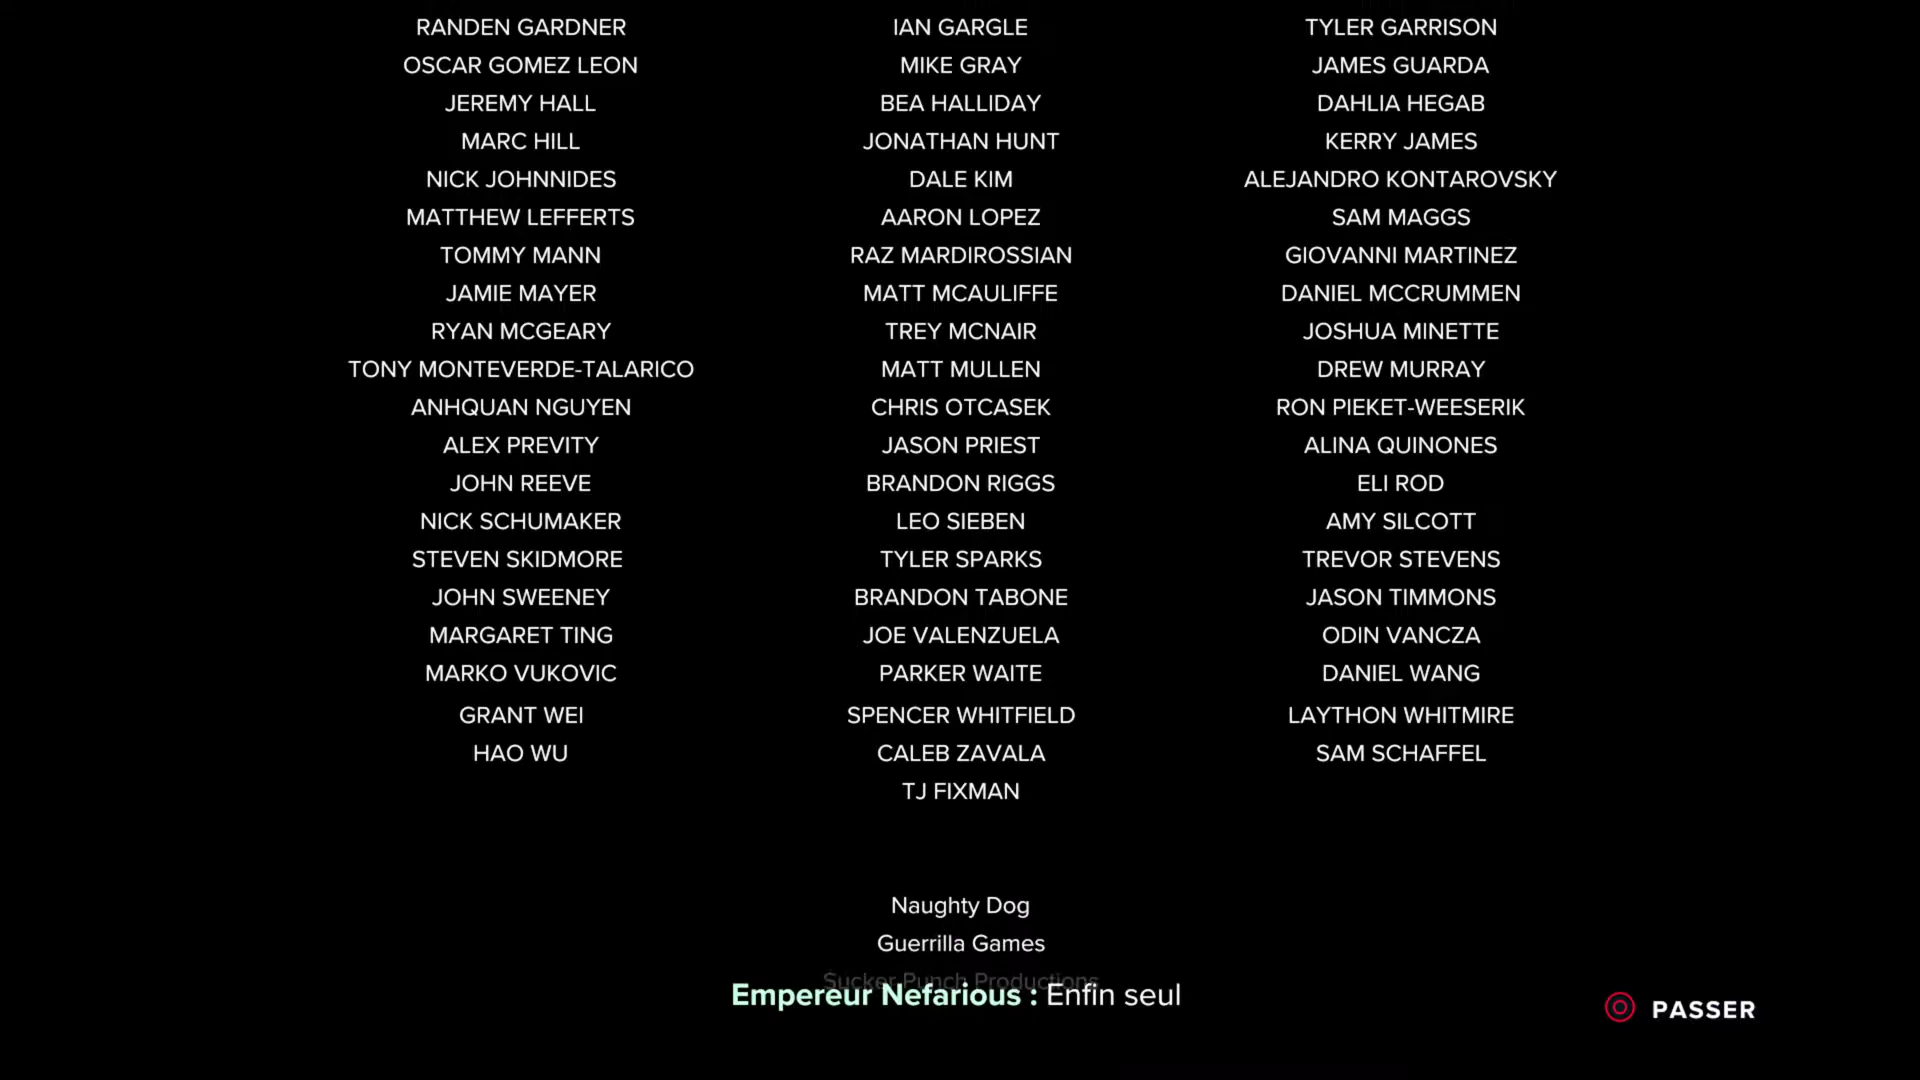 RANDEN GARDNER IAN GARGLE TYLER GARRISON
OSCAR GOMEZ LEON MIKE GRAY JAMES GUARDA
JEREMY HALL BEA HALLIDAY DAHLIA HEGAB
MARC HILL JONATHAN HUNT KERRY JAMES
NICK JOHNNIDES DALE KIM ALEJANDRO KONTAROVSKY
MATTHEW LEFFERTS AARON LOPEZ SAM MAGGS
TOMMY MANN RAZ MARDIROSSIAN GIOVANNI MARTINEZ
JAMIE MAYER MATT MCAULIFFE DANIEL MCCRUMMEN
RYAN MCGEARY TREY MCNAIR JOSHUA MINETTE
TONY MONTEVERDE-TALARICO MATT MULLEN DREW MURRAY
ANHQUAN NGUYEN CHRIS OTCASEK RON PIEKET-WEESERIK
ALEX PREVITY JASON PRIEST ALINA QUINONES
JOHN REEVE BRANDON RIGGS ELI ROD
NICK SCHUMAKER LEO SIEBEN AMY SILCOTT
STEVEN SKIDMORE TYLER SPARKS TREVOR STEVENS
JOHN SWEENEY BRANDON TABONE JASON TIMMONS
MARGARET TING JOE VALENZUELA ODIN VANCZA
MARKO VUKOVIC PARKER WAITE DANIEL WANG
GRANT WEI SPENCER WHITFIELD LAYTHON WHITMIRE
HAO WU CALEB ZAVALA SAM SCHAFFEL
TJ FIXMAN
Naughty Dog
Guerrilla Games
Sucker Punch Productions
Empereur Nefarious : Enfin seul
PASSER